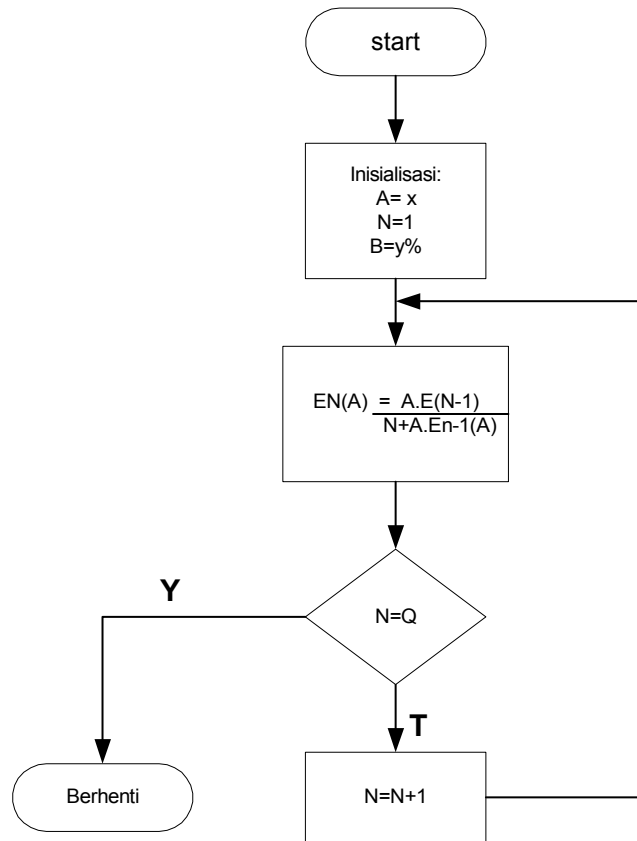 start
Inisialisasi:
A= x
N=1
B=y%
EN(A) = A.E(N-1)
N+A.En-1(A)
N=Q
Y
T
Berhenti
N=N+1